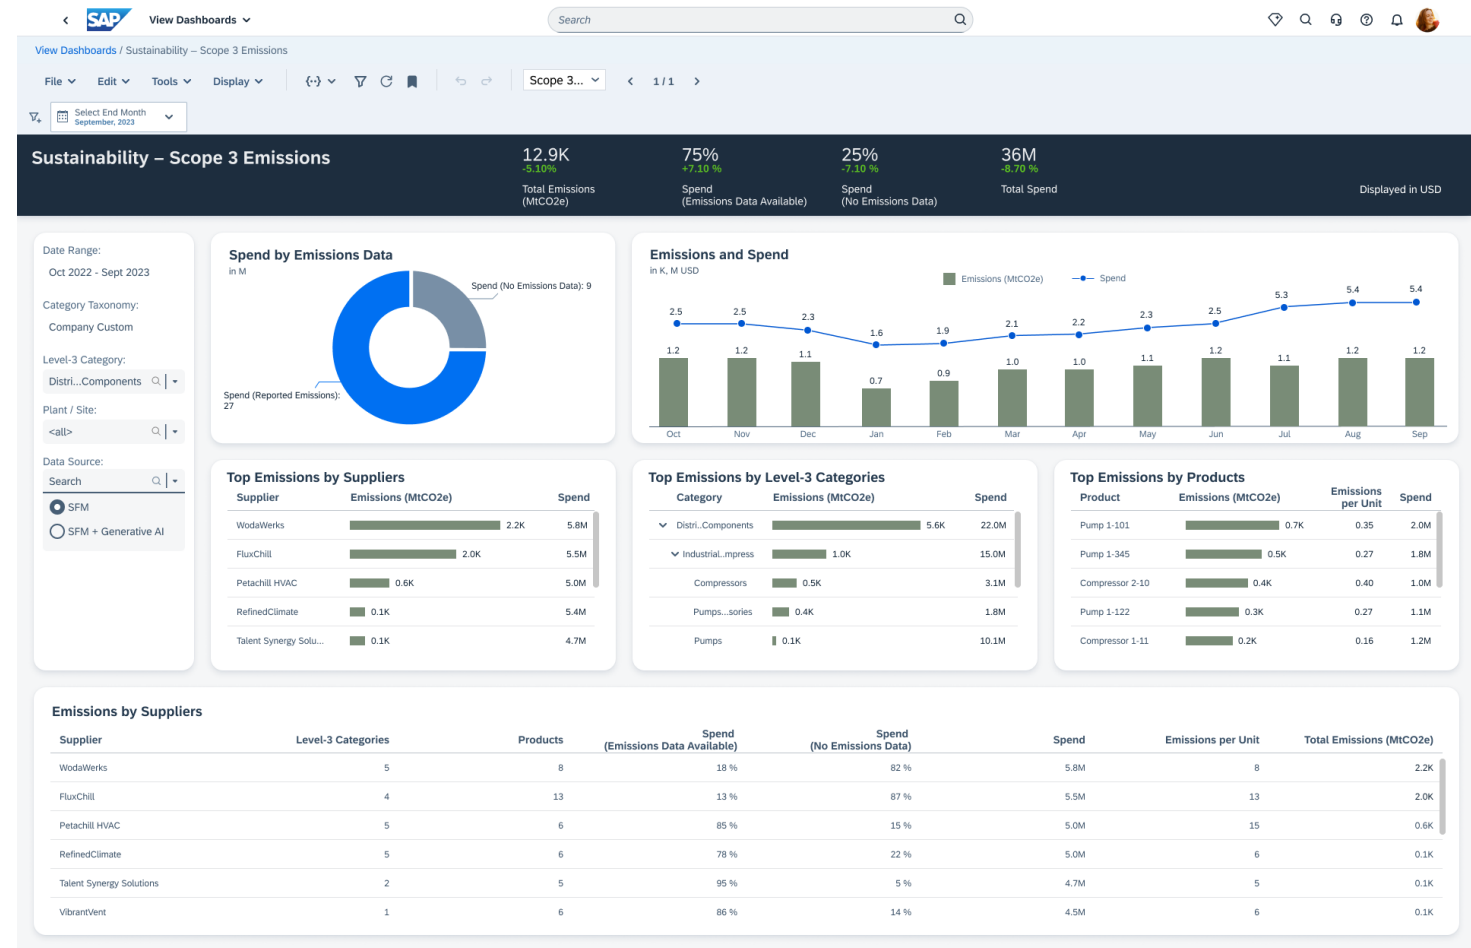 SAP
View Dashboards
Search
View Dashboards / Sustainability – Scope 3 Emissions
File Edit Tools Display Scope 3... 1 / 1
Select End Month
September, 2023
Sustainability – Scope 3 Emissions
12.9K
-5.10%
Total Emissions
(MtCO2e)
75%
+7.10 %
Spend
(Emissions Data Available)
25%
-7.10 %
Spend
(No Emissions Data)
36M
-8.70 %
Total Spend
Displayed in USD
Date Range:
Oct 2022 - Sept 2023
Category Taxonomy:
Company Custom
Level-3 Category:
Distri...Components
Plant / Site:
<all>
Data Source:
Search
SFM
SFM + Generative AI
Spend by Emissions Data
in M
Spend (No Emissions Data): 9
Spend (Reported Emissions):
27
Emissions and Spend
in K, M USD
Emissions (MtCO2e) Spend
2.5 2.5 2.3 1.6 1.9 2.1 2.2 2.3 2.5 5.3 5.4 5.4
1.2 1.2 1.1 0.7 0.9 1.0 1.0 1.1 1.2 1.1 1.2 1.2
Oct Nov Dec Jan Feb Mar Apr May Jun Jul Aug Sep
Top Emissions by Suppliers
Supplier Emissions (MtCO2e) Spend
WodaWerks 2.2K 5.8M
FluxChill 2.0K 5.5M
Petachill HVAC 0.6K 5.0M
RefinedClimate 0.1K 5.4M
Talent Synergy Solu... 0.1K 4.7M
Top Emissions by Level-3 Categories
Category Emissions (MtCO2e) Spend
Distri..Components 5.6K 22.0M
Industrial..mpress 1.0K 15.0M
Compressors 0.5K 3.1M
Pumps...sories 0.4K 1.8M
Pumps 0.1K 10.1M
Top Emissions by Products
Product Emissions (MtCO2e) Emissions per Unit Spend
Pump 1-101 0.7K 0.35 2.0M
Pump 1-345 0.5K 0.27 1.8M
Compressor 2-10 0.4K 0.40 1.0M
Pump 1-122 0.3K 0.27 1.1M
Compressor 1-11 0.2K 0.16 1.2M
Emissions by Suppliers
Supplier Level-3 Categories Products Spend (Emissions Data Available) Spend (No Emissions Data) Spend Emissions per Unit Total Emissions (MtCO2e)
WodaWerks 5 8 18 % 82 % 5.8M 8 2.2K
FluxChill 4 13 13 % 87 % 5.5M 13 2.0K
Petachill HVAC 5 6 85 % 15 % 5.0M 15 0.6K
RefinedClimate 5 6 78 % 22 % 5.0M 6 0.1K
Talent Synergy Solutions 2 5 95 % 5 % 4.7M 5 0.1K
VibrantVent 1 6 86 % 14 % 4.5M 6 0.1K